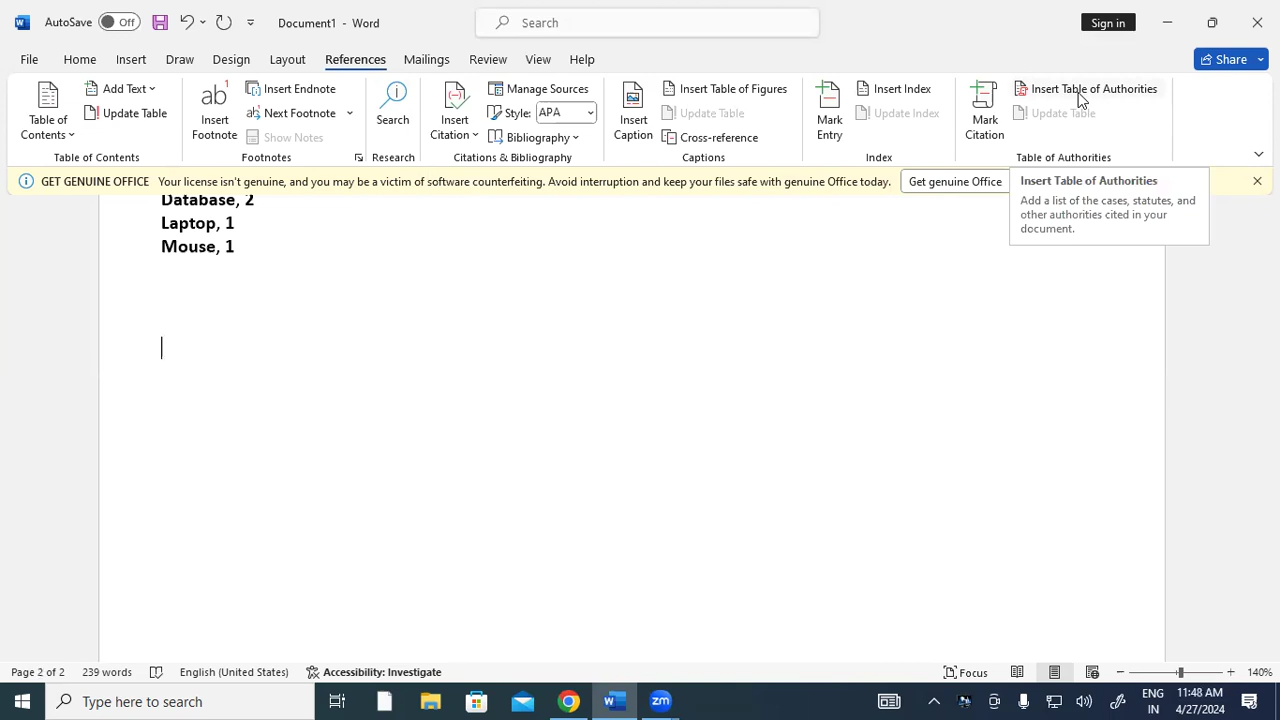 AutoSave Off Document1 - Word Search Sign in
File Home Insert Draw Design Layout References Mailings Review View Help Share
Table of Contents
Add Text
Update Table
Table of Contents
ab1
Insert Footnote
Insert Endnote
Next Footnote
Show Notes
Footnotes
Search
Research
Insert Citation
Manage Sources
Style: APA
Bibliography
Citations & Bibliography
Insert Caption
Insert Table of Figures
Update Table
Cross-reference
Captions
Mark Entry
Insert Index
Update Index
Index
Mark Citation
Insert Table of Authorities
Update Table
Table of Authorities
GET GENUINE OFFICE Your license isn't genuine, and you may be a victim of software counterfeiting. Avoid interruption and keep your files safe with genuine Office today. Get genuine Office
Insert Table of Authorities
Add a list of the cases, statutes, and
other authorities cited in your
document.
Database, 2
Laptop, 1
Mouse, 1
Page 2 of 2 239 words English (United States) Accessibility: Investigate Focus 140%
Type here to search
zm
ENG
IN
11:48 AM
4/27/2024